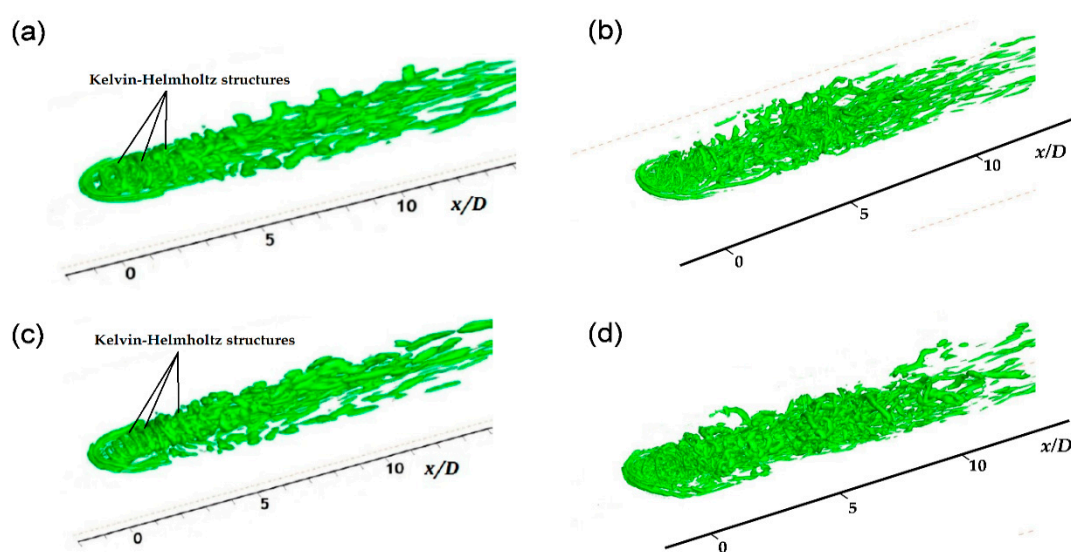 (a)
Kelvin-Helmholtz structures
0
5
10
x/D
(b)
0
5
10
x/D
(c)
Kelvin-Helmholtz structures
0
5
10
x/D
(d)
0
5
10
x/D